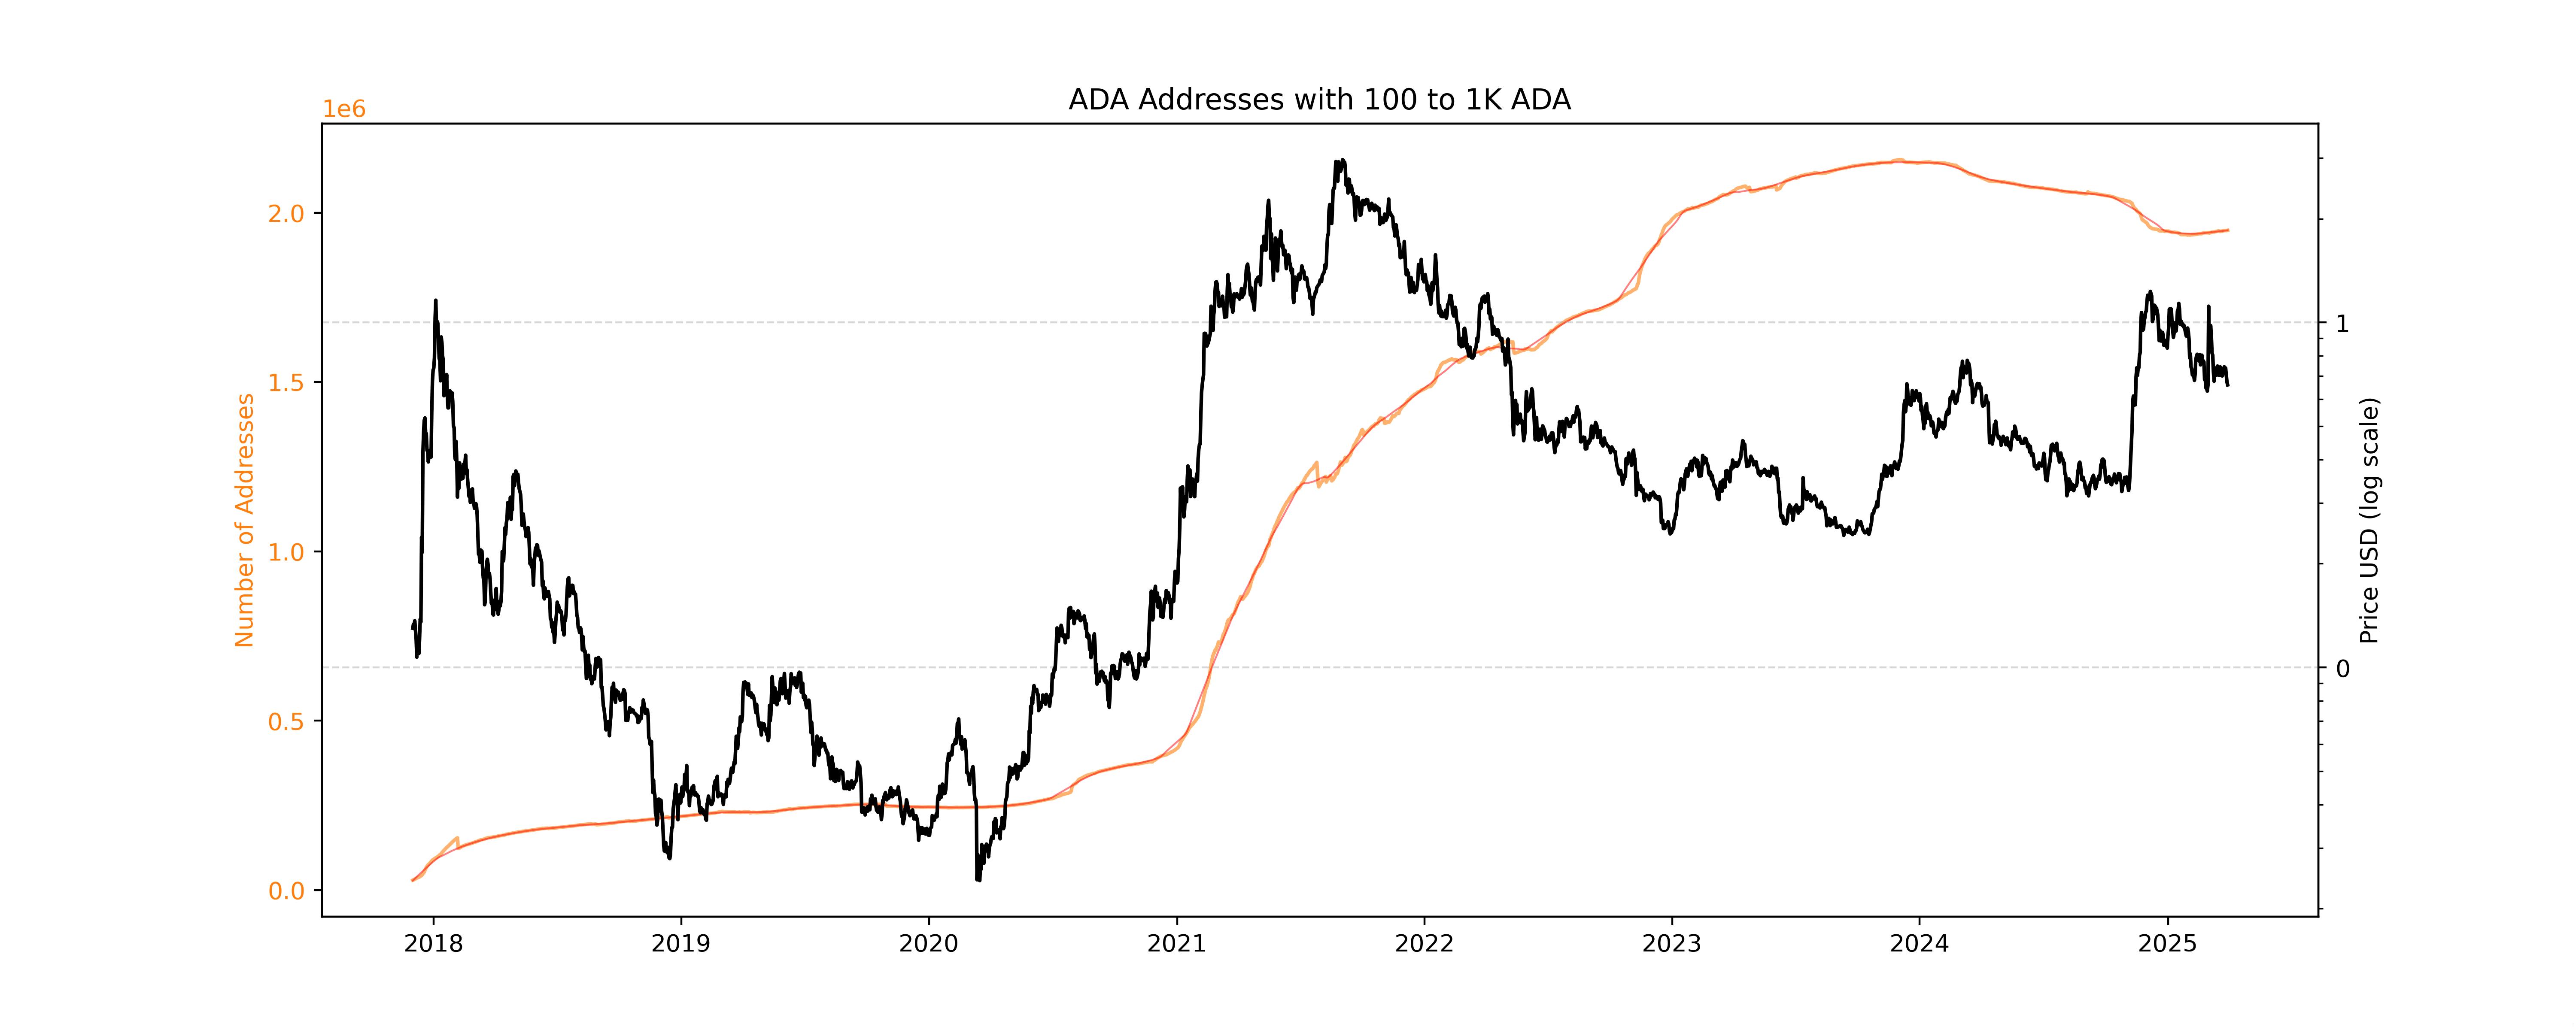 ADA Addresses with 100 to 1K ADA
1e6
2.0
1.5
1.0
0.5
0.0
Number of Addresses
1
0
Price USD (log scale)
2018 2019 2020 2021 2022 2023 2024 2025